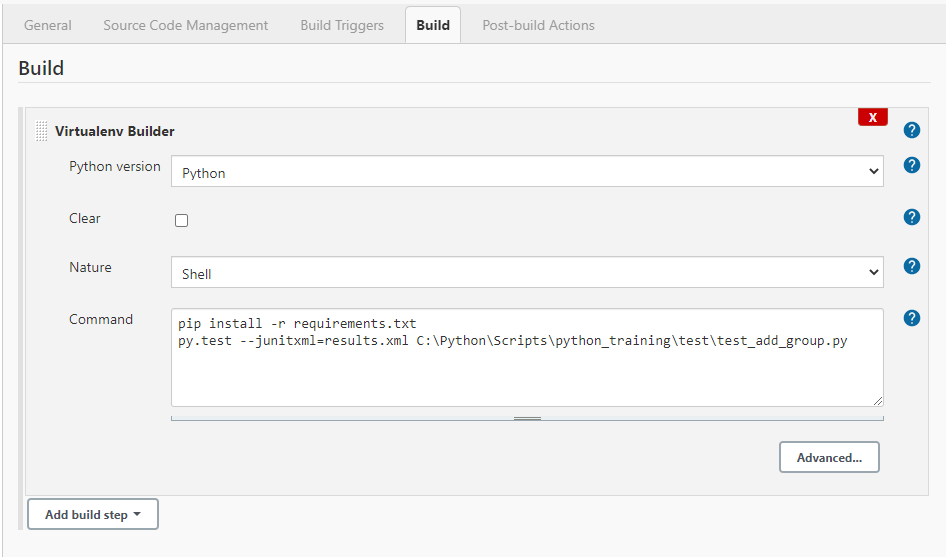 General Source Code Management Build Triggers Build Post-build Actions
Build
X
Virtualenv Builder ?
Python version Python ?
Clear ?
Nature Shell ?
Command pip install -r requirements.txt ?
py.test --junitxml=results.xml C:\Python\Scripts\python_training\test\test_add_group.py
Advanced...
Add build step